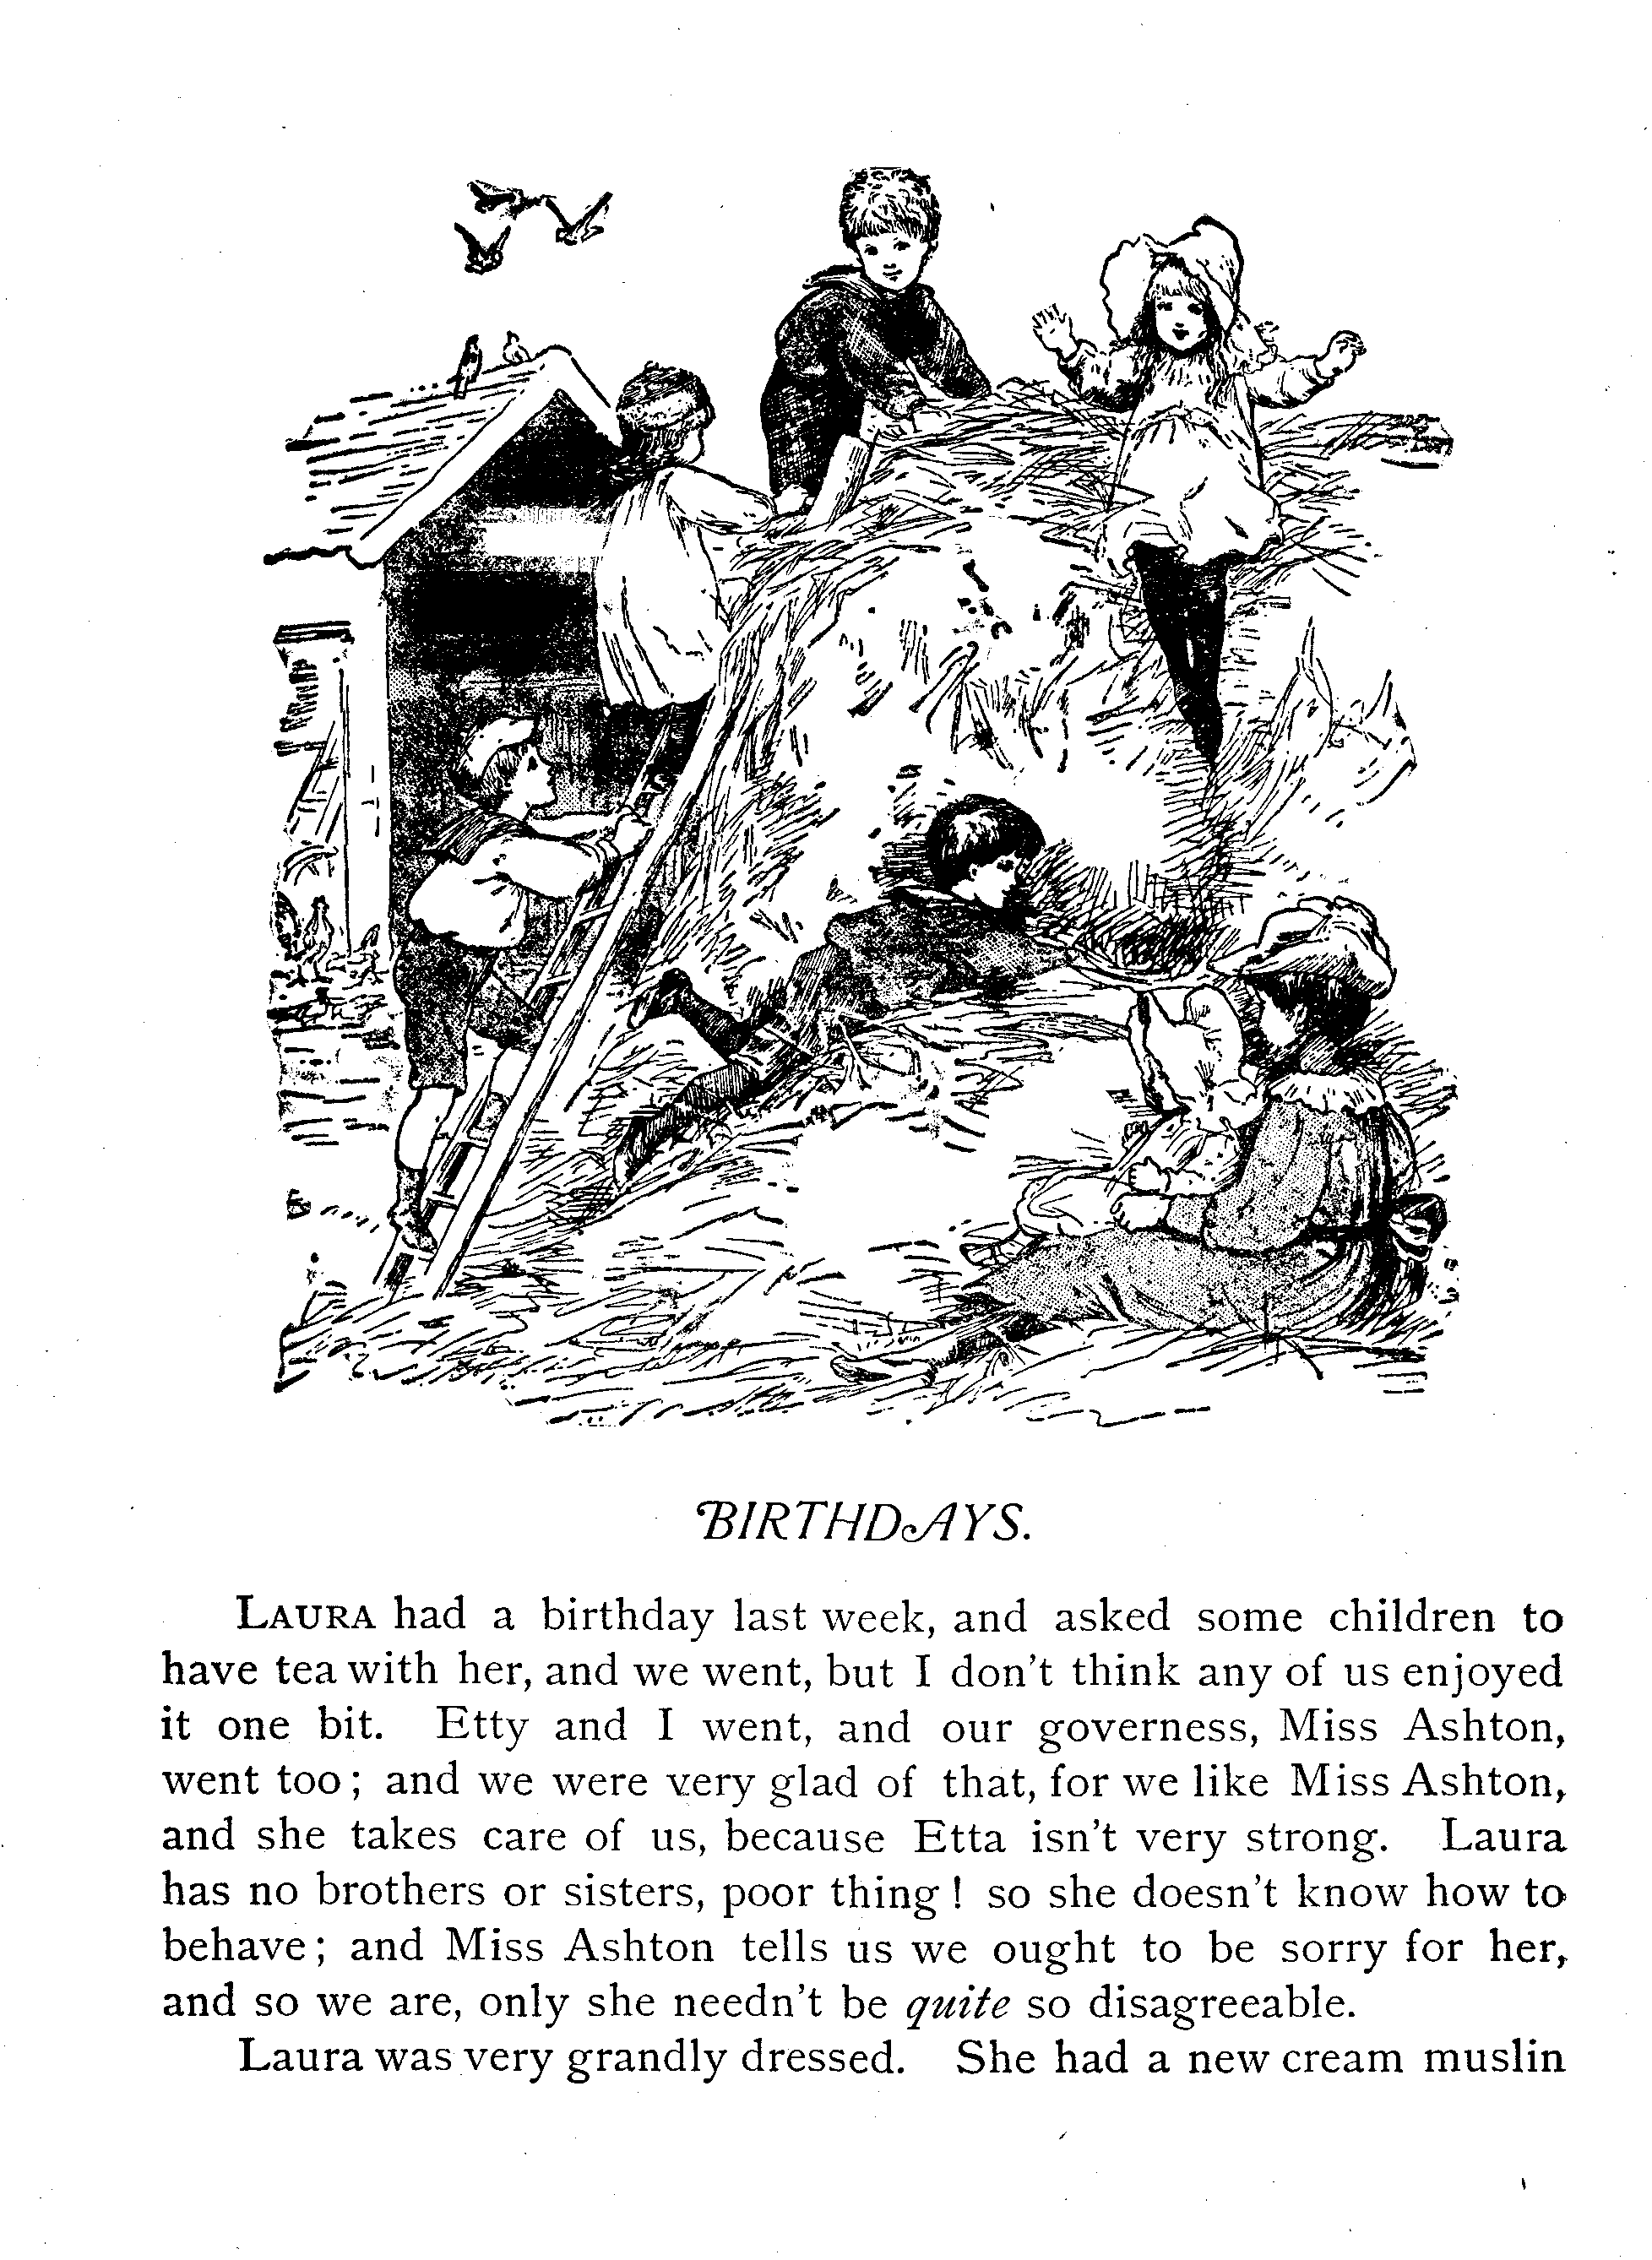 BIRTHDAYS.
LAURA had a birthday last week, and asked some children to
have tea with her, and we went, but I don't think any of us enjoyed
it one bit. Etty and I went, and our governess, Miss Ashton,
went too; and we were very glad of that, for we like Miss Ashton,
and she takes care of us, because Etta isn't very strong. Laura
has no brothers or sisters, poor thing! so she doesn't know how to
behave; and Miss Ashton tells us we ought to be sorry for her,
and so we are, only she needn't be quite so disagreeable.
Laura was very grandly dressed. She had a new cream muslin